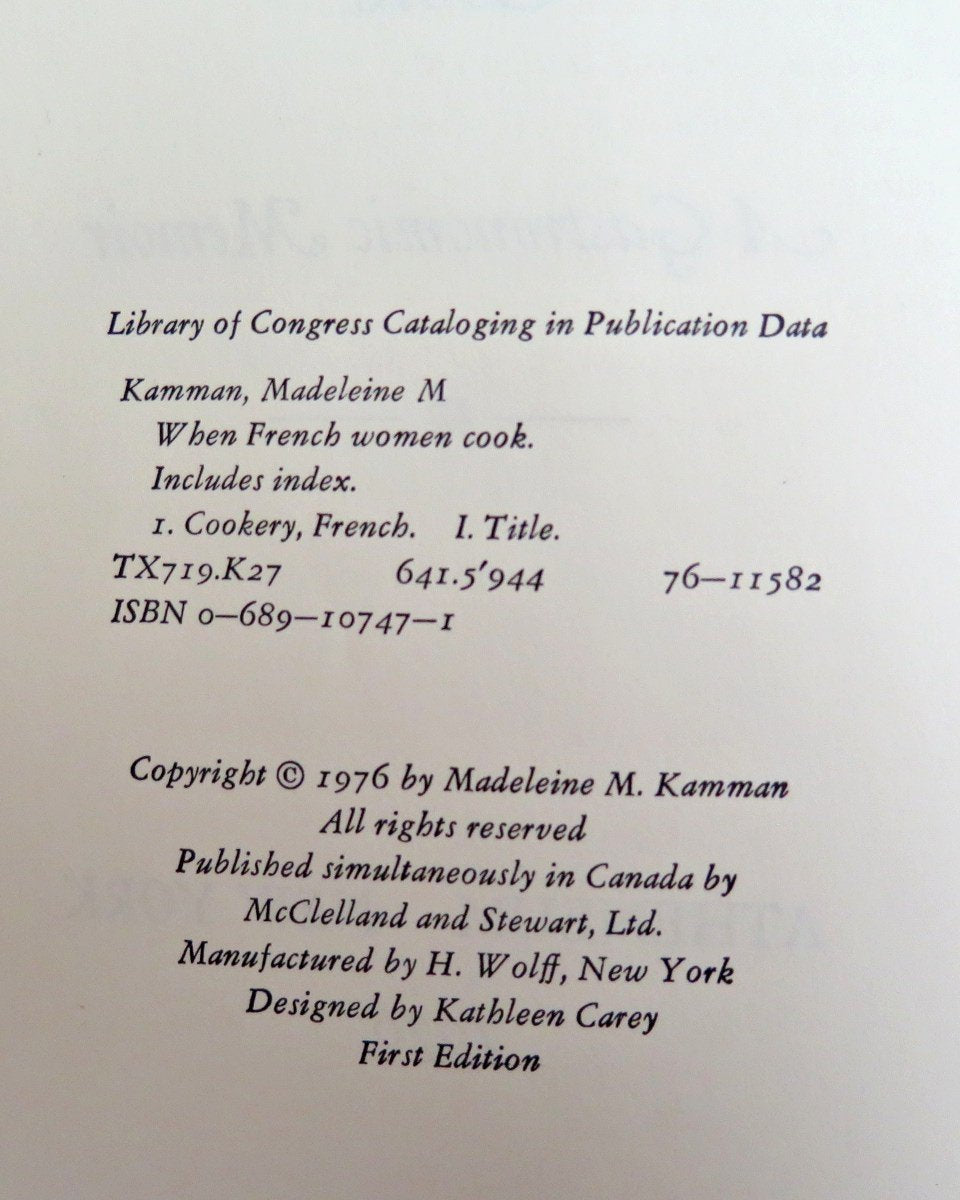 Library of Congress Cataloging in Publication Data
Kamman, Madeleine M
When French women cook.
Includes index.
1. Cookery, French. I. Title.
TX719.K27 641.5′944 76–11582
ISBN 0–689–10747–1
Copyright © 1976 by Madeleine M. Kamman
All rights reserved
Published simultaneously in Canada by
McClelland and Stewart, Ltd.
Manufactured by H. Wolff, New York
Designed by Kathleen Carey
First Edition